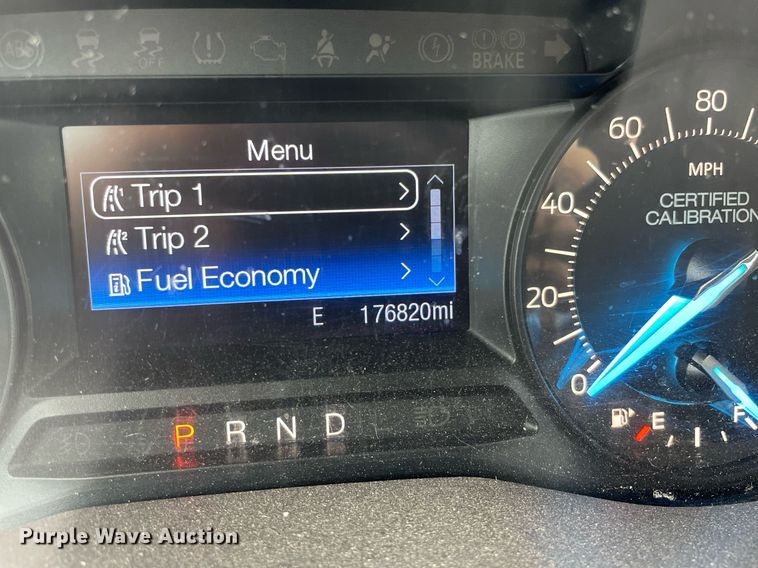 ABS OFF BRAKE
Menu
Trip 1
Trip 2
Fuel Economy
E 176820mi
P R N D
0 20 40 60 80
MPH
CERTIFIED
CALIBRATION
E F
Purple Wave Auction